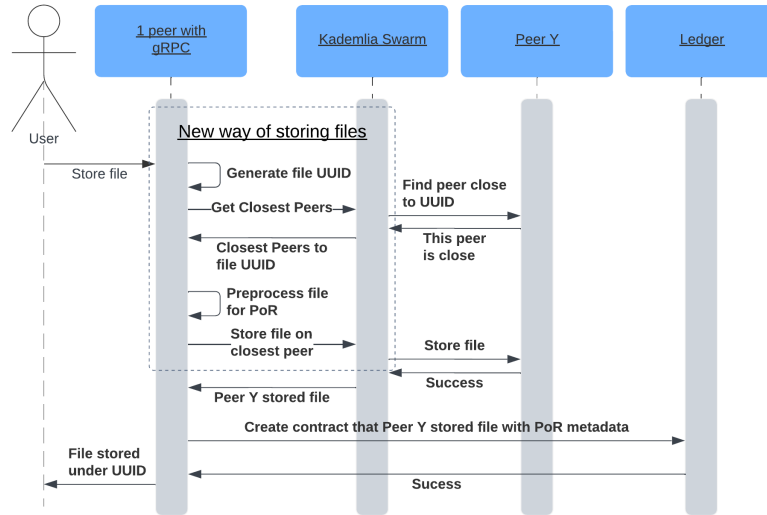 1 peer with
gRPC
Kademlia Swarm
Peer Y
Ledger
User
New way of storing files
Store file
Generate file UUID
Get Closest Peers
Find peer close
to UUID
This peer
is close
Closest Peers to
file UUID
Preprocess file
for PoR
Store file on
closest peer
Store file
Success
Peer Y stored file
Create contract that Peer Y stored file with PoR metadata
File stored
under UUID
Sucess